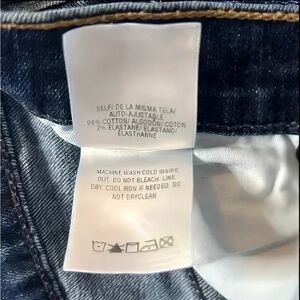 SELF/ DE LA MISMA TELA/
AUTO-AJUSTABLE
98% COTTON/ ALGODÓN/ COTON
2% ELASTANE/ ELASTANO/
ELASTHANNE
MACHINE WASH COLD INSIDE
OUT. DO NOT BLEACH. LINE
DRY. COOL IRON IF NEEDED. DO
NOT DRYCLEAN